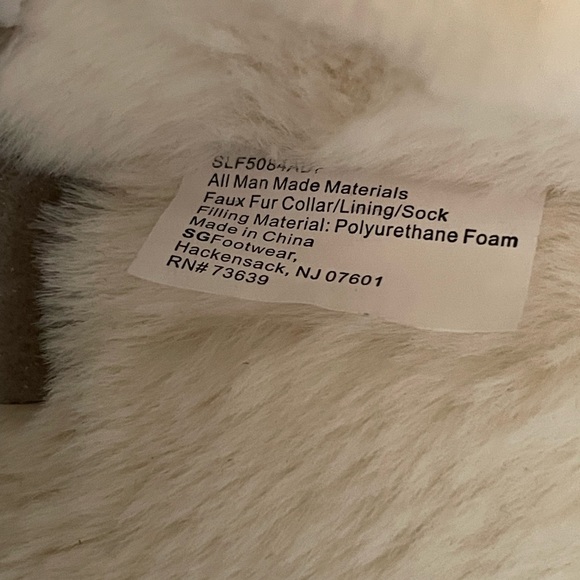 All Man Made Materials
Faux Fur Collar/Lining/Sock
Filling Material: Polyurethane Foam
Made in China
SGFootwear,
Hackensack, NJ 07601
RN# 73639